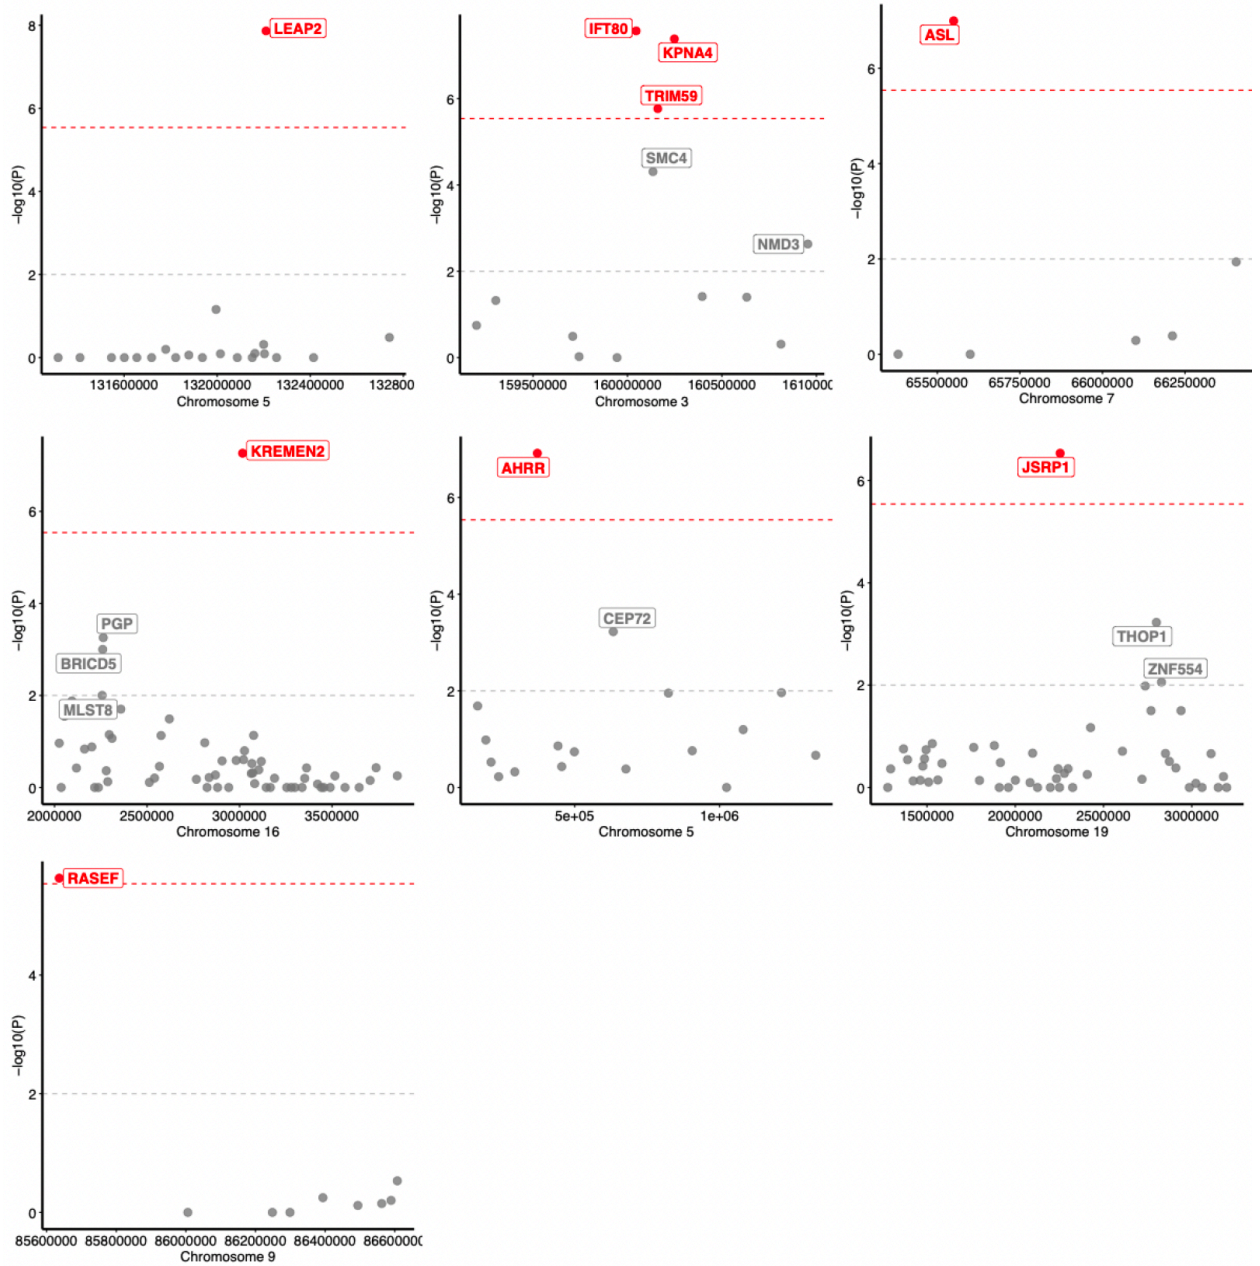 8
6
4
2
0
−log10(P)
LEAP2
131600000 132000000 132400000 132800
Chromosome 5
6
4
2
0
−log10(P)
IFT80
KPNA4
TRIM59
SMC4
NMD3
159500000 160000000 160500000 16100000
Chromosome 3
6
4
2
0
−log10(P)
ASL
65500000 65750000 66000000 66250000
Chromosome 7
6
4
2
0
−log10(P)
KREMEN2
PGP
BRICD5
MLST8
2000000 2500000 3000000 3500000
Chromosome 16
6
4
2
0
−log10(P)
AHRR
CEP72
5e+05 1e+06
Chromosome 5
6
4
2
0
−log10(P)
JSRP1
THOP1
ZNF554
1500000 2000000 2500000 3000000
Chromosome 19
4
2
0
−log10(P)
RASEF
85600000 85800000 86000000 86200000 86400000 8660000
Chromosome 9